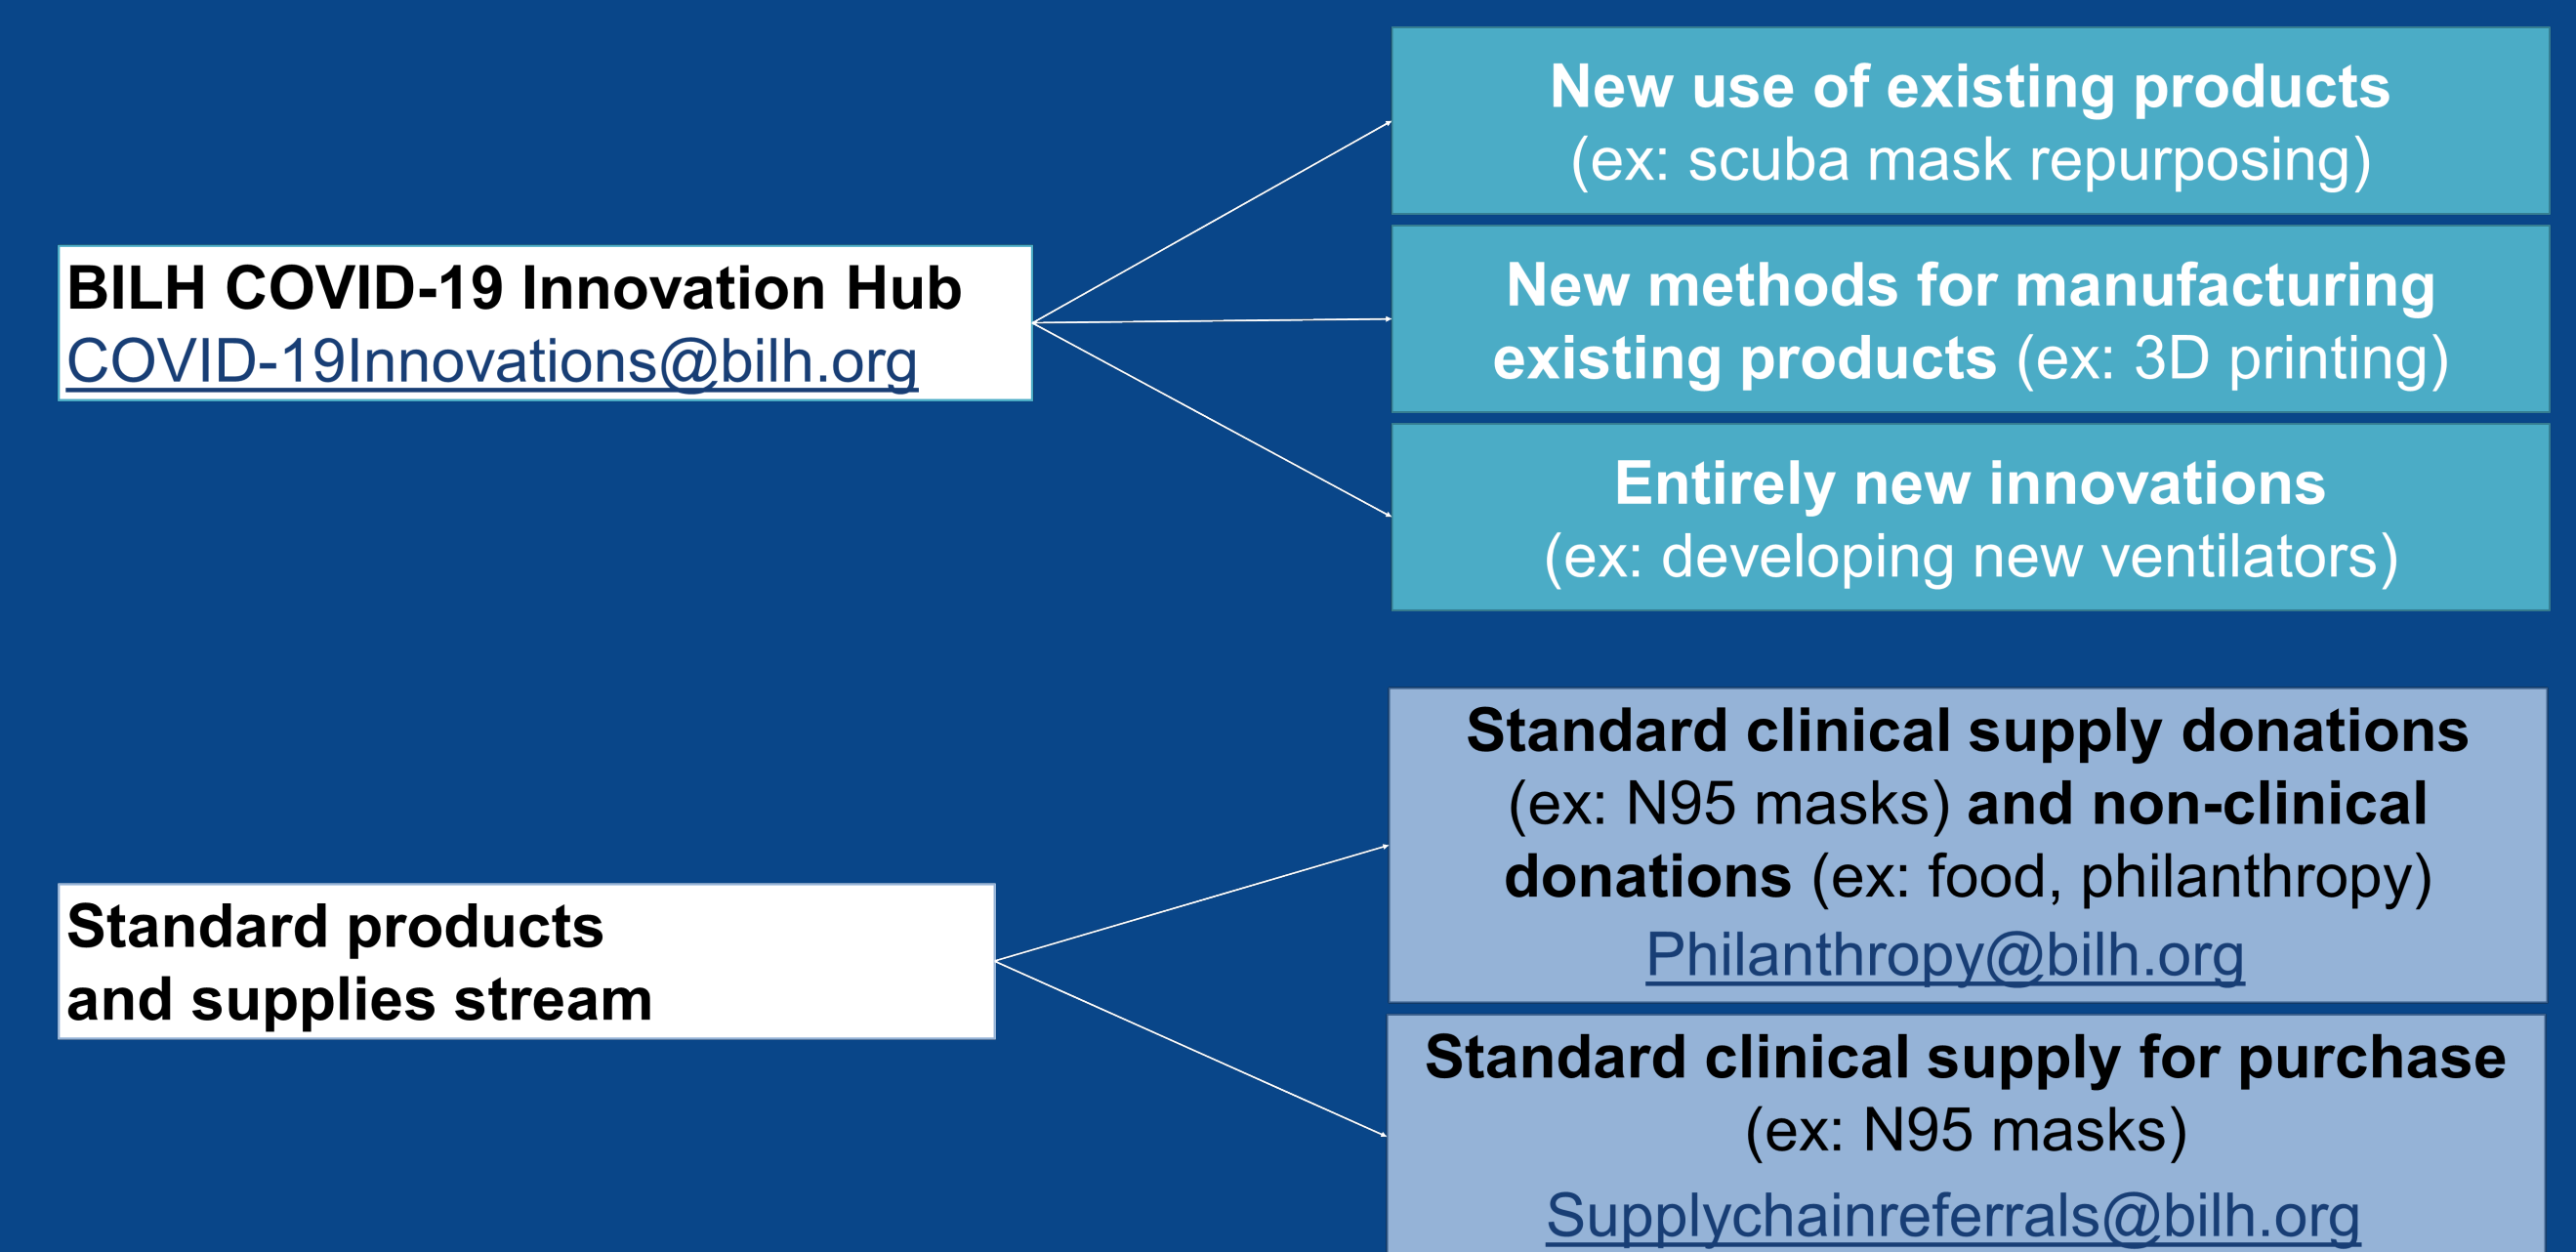 BILH COVID-19 Innovation Hub
COVID-19Innovations@bilh.org
New use of existing products
(ex: scuba mask repurposing)
New methods for manufacturing
existing products (ex: 3D printing)
Entirely new innovations
(ex: developing new ventilators)
Standard products
and supplies stream
Standard clinical supply donations
(ex: N95 masks) and non-clinical
donations (ex: food, philanthropy)
Philanthropy@bilh.org
Standard clinical supply for purchase
(ex: N95 masks)
Supplychainreferrals@bilh.org